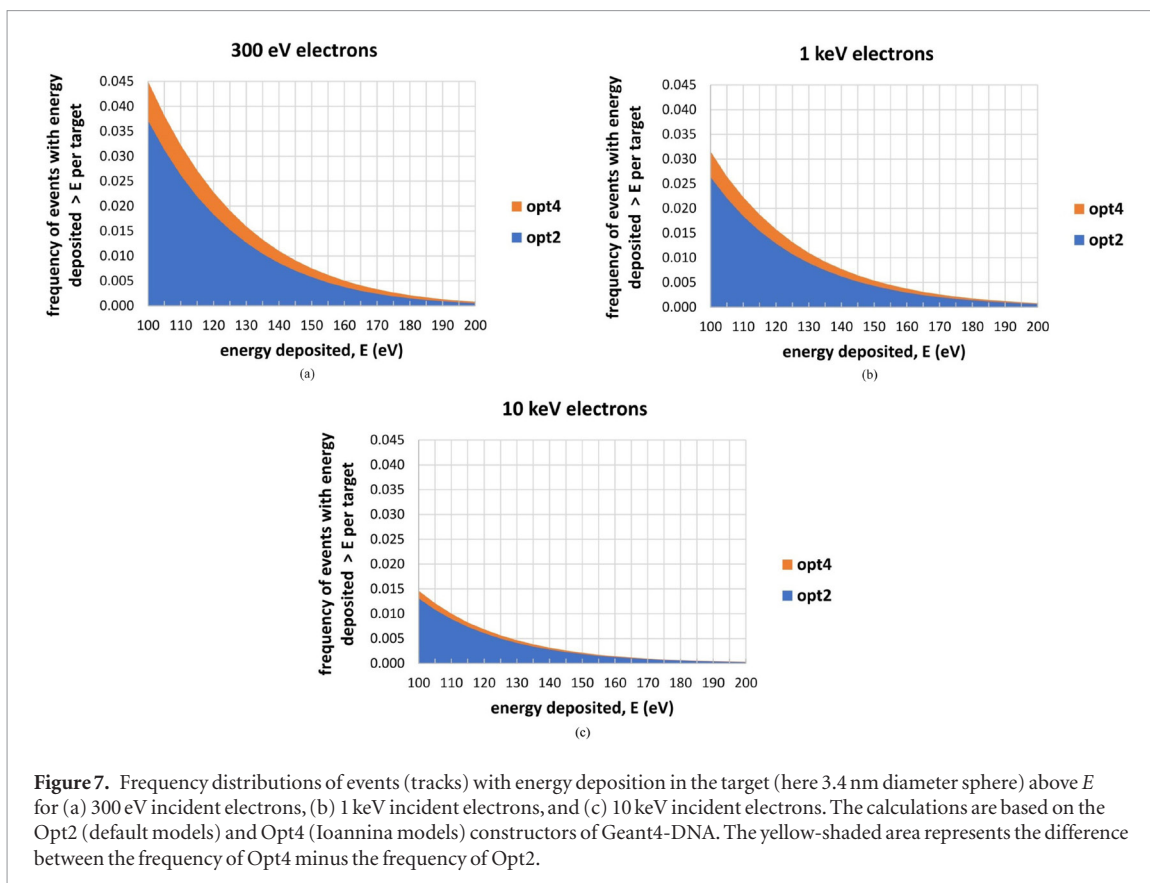 300 eV electrons
frequency of events with energy
deposited > E per target
0.045
0.040
0.035
0.030
0.025
0.020
0.015
0.010
0.005
0.000
100 110 120 130 140 150 160 170 180 190 200
energy deposited, E (eV)
opt4
opt2
(a)
1 keV electrons
frequency of events with energy
deposited > E per target
0.045
0.040
0.035
0.030
0.025
0.020
0.015
0.010
0.005
0.000
100 110 120 130 140 150 160 170 180 190 200
energy deposited, E (eV)
opt4
opt2
(b)
10 keV electrons
frequency of events with energy
deposited > E per target
0.045
0.040
0.035
0.030
0.025
0.020
0.015
0.010
0.005
0.000
100 110 120 130 140 150 160 170 180 190 200
energy deposited, E (eV)
opt4
opt2
(c)
Figure 7. Frequency distributions of events (tracks) with energy deposition in the target (here 3.4 nm diameter sphere) above E
for (a) 300 eV incident electrons, (b) 1 keV incident electrons, and (c) 10 keV incident electrons. The calculations are based on the
Opt2 (default models) and Opt4 (Ioannina models) constructors of Geant4-DNA. The yellow-shaded area represents the difference
between the frequency of Opt4 minus the frequency of Opt2.